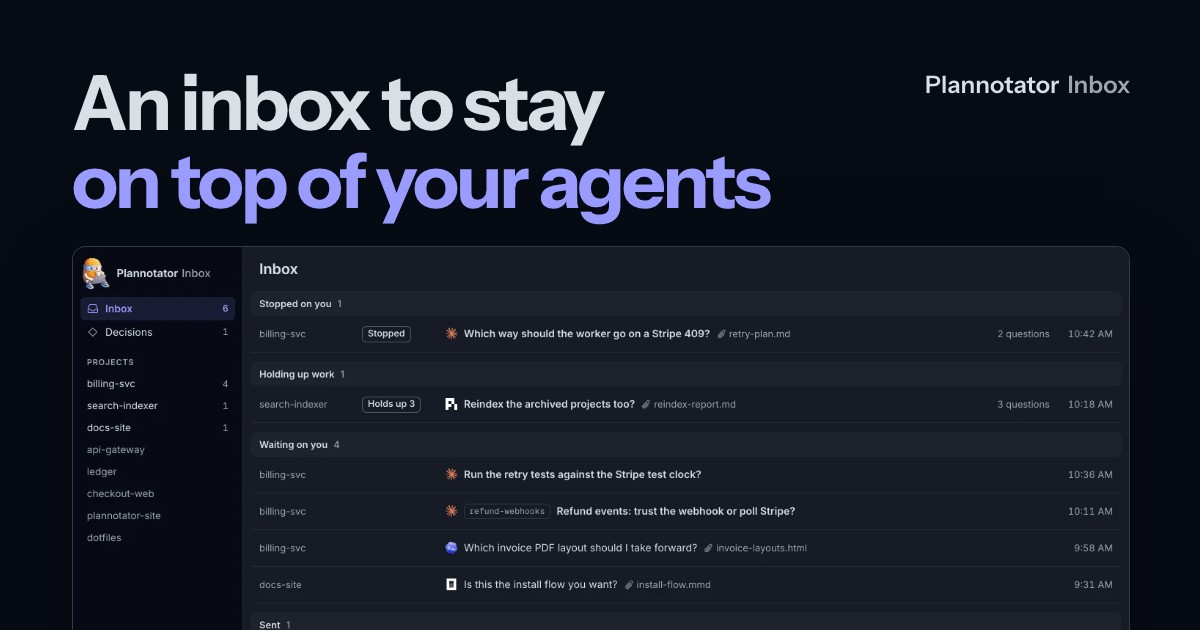 An inbox to stay
on top of your agents
Plannotator Inbox
Plannotator Inbox
Inbox 6
Decisions 1
PROJECTS
billing-svc 4
search-indexer 1
docs-site 1
api-gateway
ledger
checkout-web
plannotator-site
dotfiles
Inbox
Stopped on you 1
billing-svc Stopped Which way should the worker go on a Stripe 409? retry-plan.md 2 questions 10:42 AM
Holding up work 1
search-indexer Holds up 3 Reindex the archived projects too? reindex-report.md 3 questions 10:18 AM
Waiting on you 4
billing-svc Run the retry tests against the Stripe test clock? 10:36 AM
billing-svc refund-webhooks Refund events: trust the webhook or poll Stripe? 10:11 AM
billing-svc Which invoice PDF layout should I take forward? invoice-layouts.html 9:58 AM
docs-site Is this the install flow you want? install-flow.mmd 9:31 AM
Sent 1